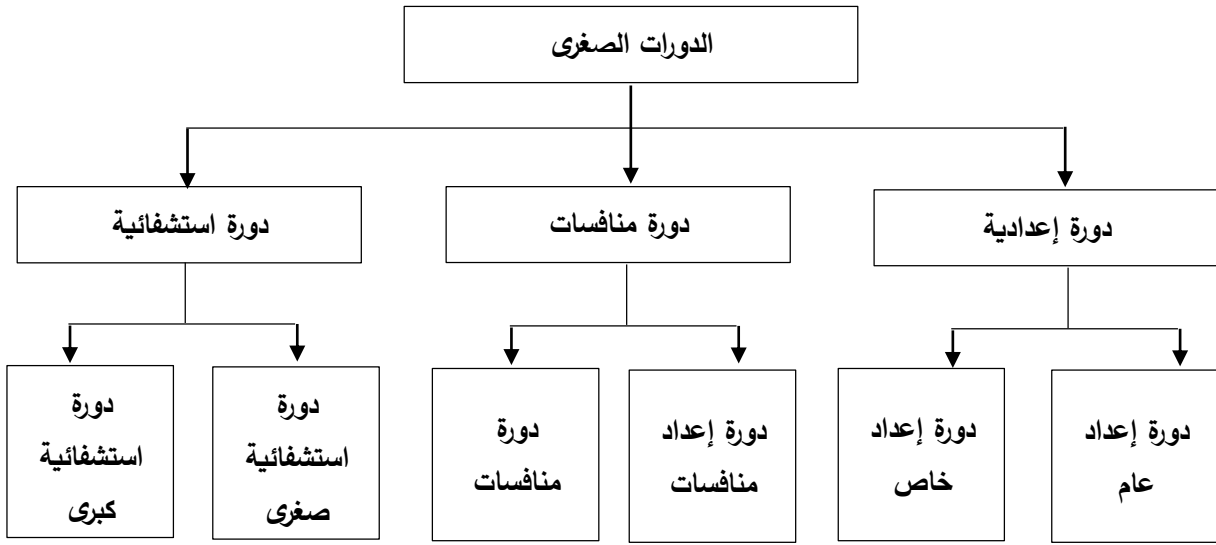 الدورات الصغرى
دورة إعدادية
دورة منافسات
دورة استشفائية
دورة إعداد
عام
دورة إعداد
خاص
دورة إعداد
منافسات
دورة
منافسات
دورة
استشفائية
صغرى
دورة
استشفائية
كبرى